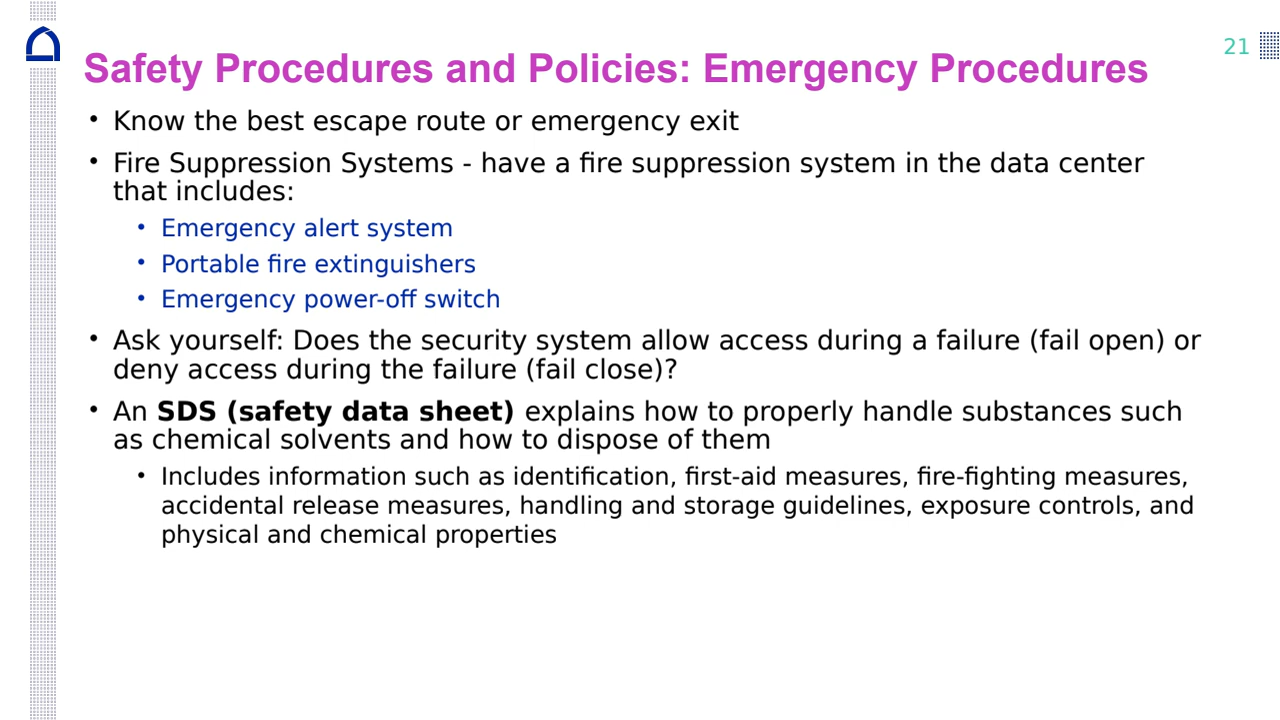 21
Safety Procedures and Policies: Emergency Procedures
• Know the best escape route or emergency exit
• Fire Suppression Systems - have a fire suppression system in the data center
that includes:
• Emergency alert system
• Portable fire extinguishers
• Emergency power-off switch
• Ask yourself: Does the security system allow access during a failure (fail open) or
deny access during the failure (fail close)?
• An SDS (safety data sheet) explains how to properly handle substances such
as chemical solvents and how to dispose of them
• Includes information such as identification, first-aid measures, fire-fighting measures,
accidental release measures, handling and storage guidelines, exposure controls, and
physical and chemical properties